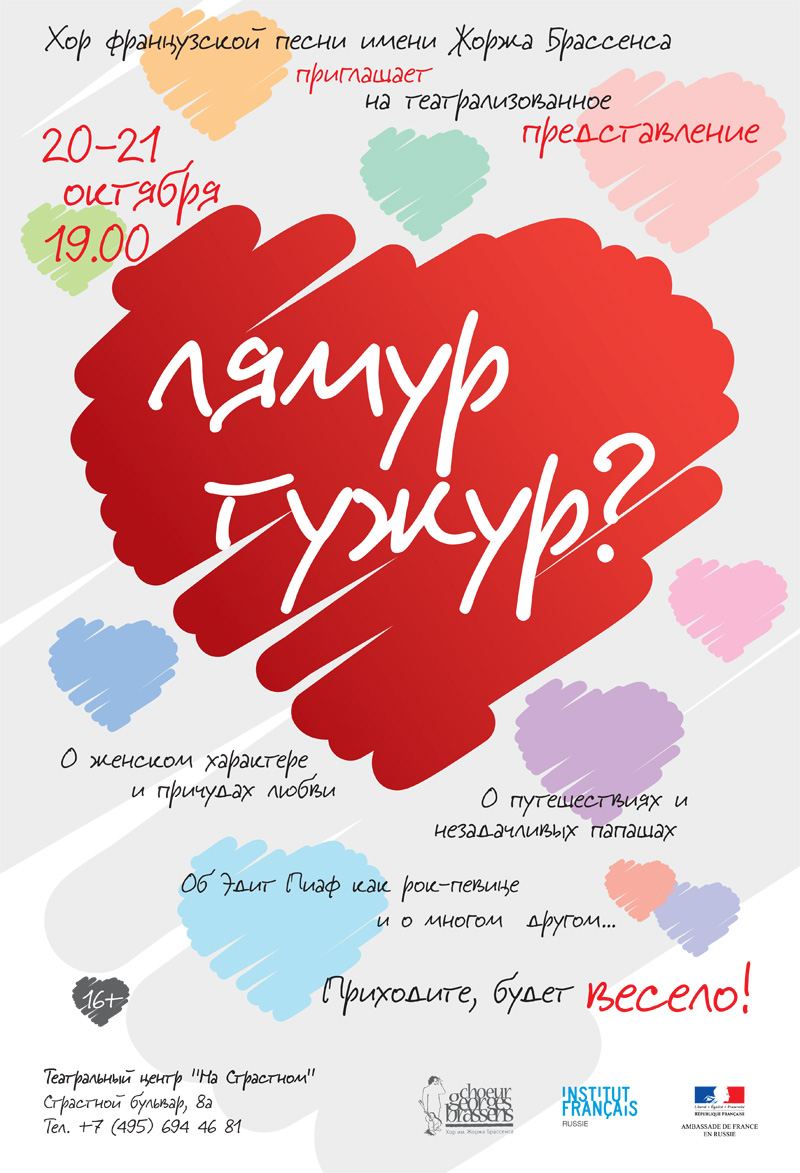 Хор французской песни имени Жоржа Брассенса
приглашает
на театрализованное
представление
20-21
октября
19.00
лямур
тужур?
О женском характере
и причудах любви
О путешествиях и
незадачливых папашах
Об Эдит Пиаф как рок-певице
и о многом другом...
16+
Приходите, будет весело!
Театральный центр "На Страстном"
Страстной бульвар, 8а
Тел. +7 (495) 694 46 81
choeur
georges
brassens
Хор им. Жоржа Брассенса
INSTITUT
FRANÇAIS
RUSSIE
Liberté • Égalité • Fraternité
RÉPUBLIQUE FRANÇAISE
AMBASSADE DE FRANCE
EN RUSSIE